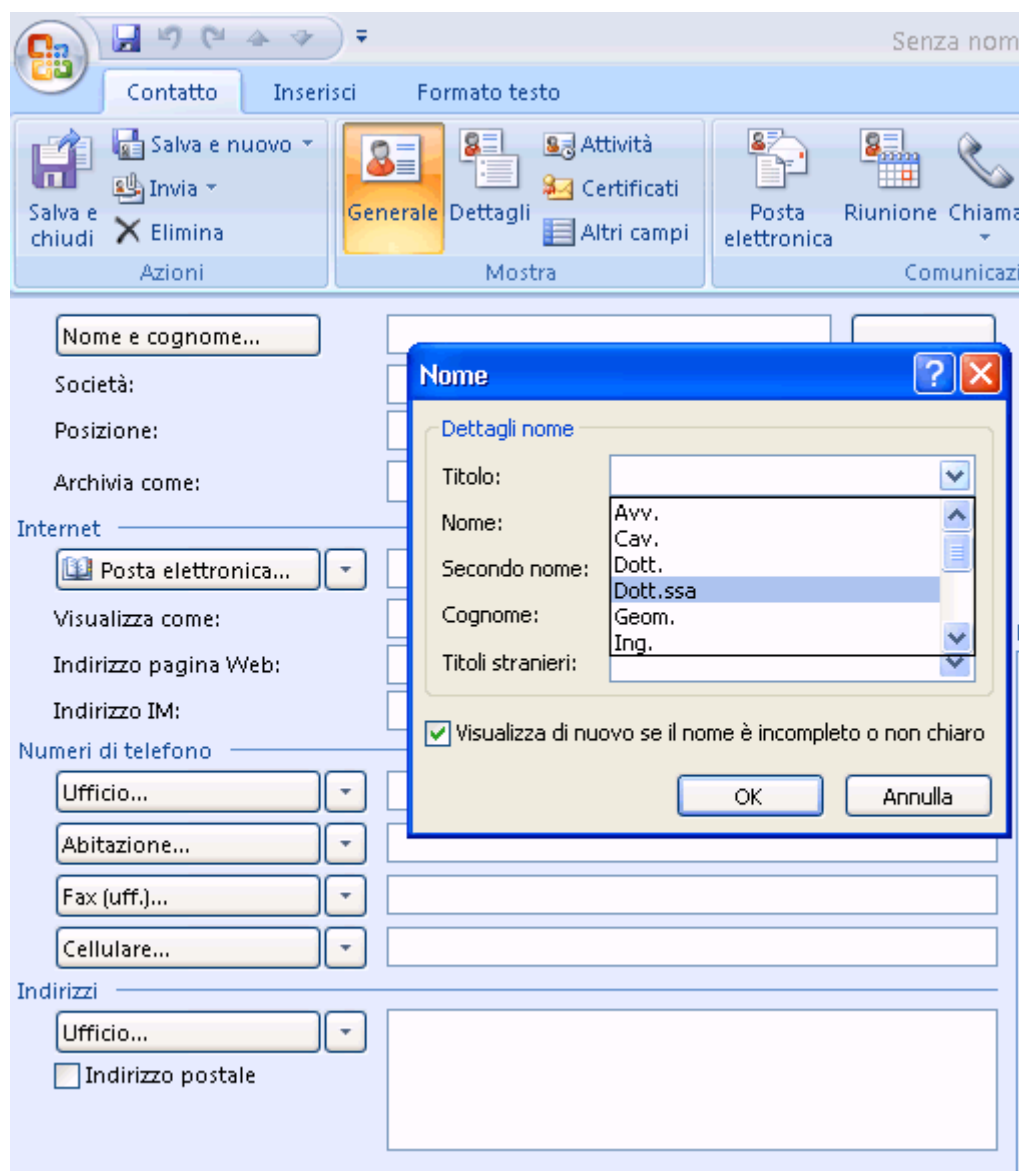 Senza nom
Contatto Inserisci Formato testo
Salva e chiudi
Salva e nuovo
Invia
Elimina
Azioni
Generale
Dettagli
Attività
Certificati
Altri campi
Mostra
Posta elettronica
Riunione
Chiama
Comunicazi
Nome e cognome...
Società:
Posizione:
Archivia come:
Internet
Posta elettronica...
Visualizza come:
Indirizzo pagina Web:
Indirizzo IM:
Numeri di telefono
Ufficio...
Abitazione...
Fax (uff.)...
Cellulare...
Indirizzi
Ufficio...
Indirizzo postale
Nome
Dettagli nome
Titolo:
Nome:
Secondo nome:
Cognome:
Titoli stranieri:
Avv.
Cav.
Dott.
Dott.ssa
Geom.
Ing.
Visualizza di nuovo se il nome è incompleto o non chiaro
OK Annulla